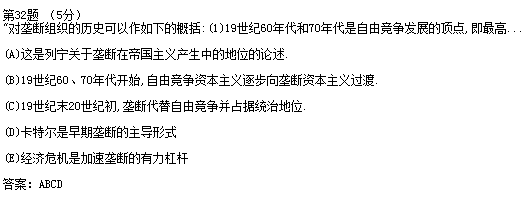 第32题 （5分）
"对垄断组织的历史可以作如下的概括:(1)19世纪60年代和70年代是自由竞争发展的顶点,即最高...
(A)这是列宁关于垄断在帝国主义产生中的地位的论述.
(B)19世纪60、70年代开始,自由竞争资本主义逐步向垄断资本主义过渡.
(C)19世纪末20世纪初,垄断代替自由竞争并占据统治地位.
(D)卡特尔是早期垄断的主导形式
(E)经济危机是加速垄断的有力杠杆
答案: ABCD